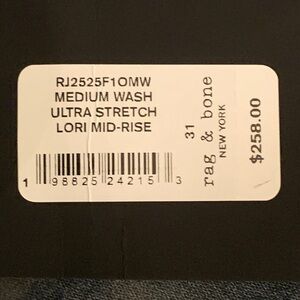 RJ2525F1OMW
MEDIUM WASH
ULTRA STRETCH
LORI MID-RISE
1 98825 24215 3
31
rag & bone
NEW YORK
$258.00